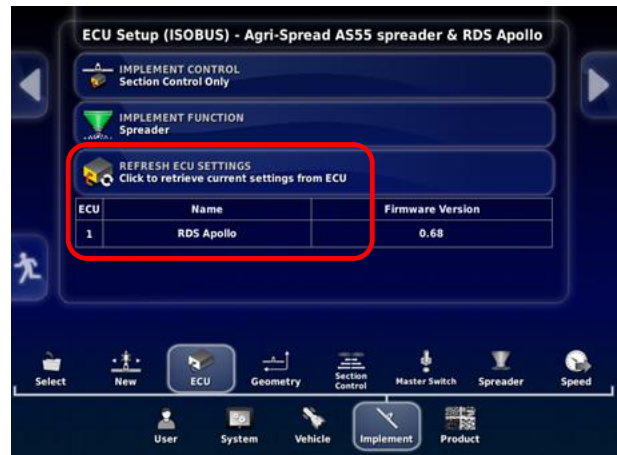 ECU Setup (ISOBUS) - Agri-Spread AS55 spreader & RDS Apollo
IMPLEMENT CONTROL
Section Control Only
IMPLEMENT FUNCTION
Spreader
REFRESH ECU SETTINGS
Click to retrieve current settings from ECU
ECU Name Firmware Version
1 RDS Apollo 0.68
Select New ECU Geometry Section Control Master Switch Spreader Speed
User System Vehicle Implement Product